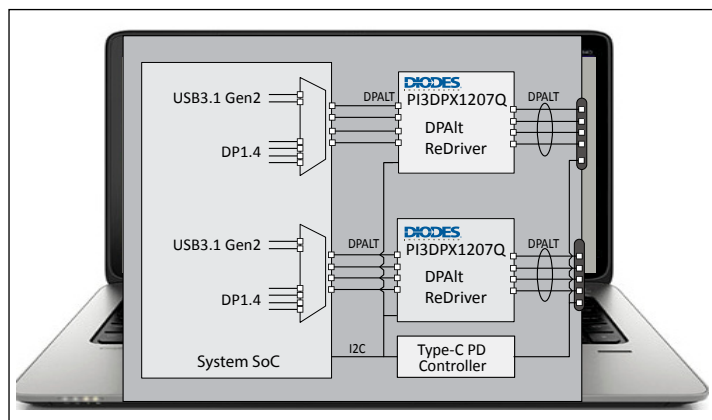 USB3.1 Gen2
DP1.4
DPALT
DIODES
PI3DPX1207Q
DPAlt
ReDriver
DPALT
USB3.1 Gen2
DP1.4
DPALT
DIODES
PI3DPX1207Q
DPAlt
ReDriver
DPALT
System SoC
I2C
Type-C PD
Controller